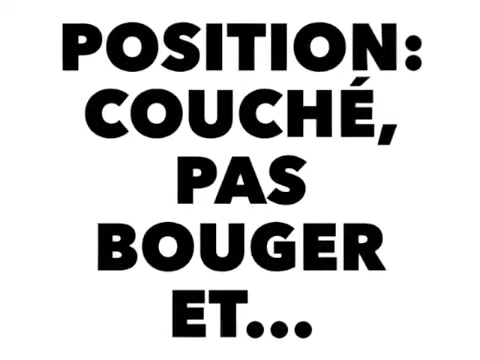 POSITION:
COUCHÉ,
PAS
BOUGER
ET...